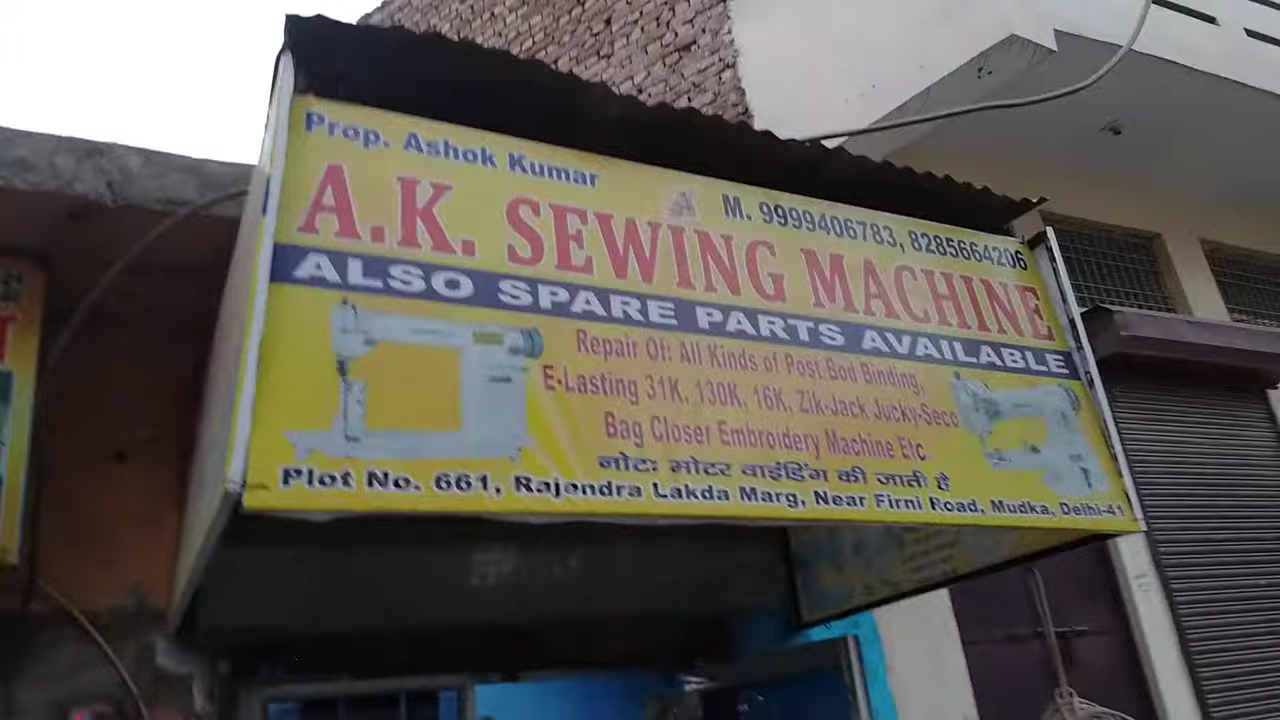 Prop. Ashok Kumar
M. 9999406783, 8285664206
A.K. SEWING MACHINE
ALSO SPARE PARTS AVAILABLE
Repair Of: All Kinds of Post.Bod Binding,
E-Lasting 31K, 130K, 16K, Zik-Jack Jucky-Seco
Bag Closer Embroidery Machine Etc
नोटः मोटर वाईडिंग की जाती है
Plot No. 661, Rajendra Lakda Marg, Near Firni Road, Mudka, Delhi-41